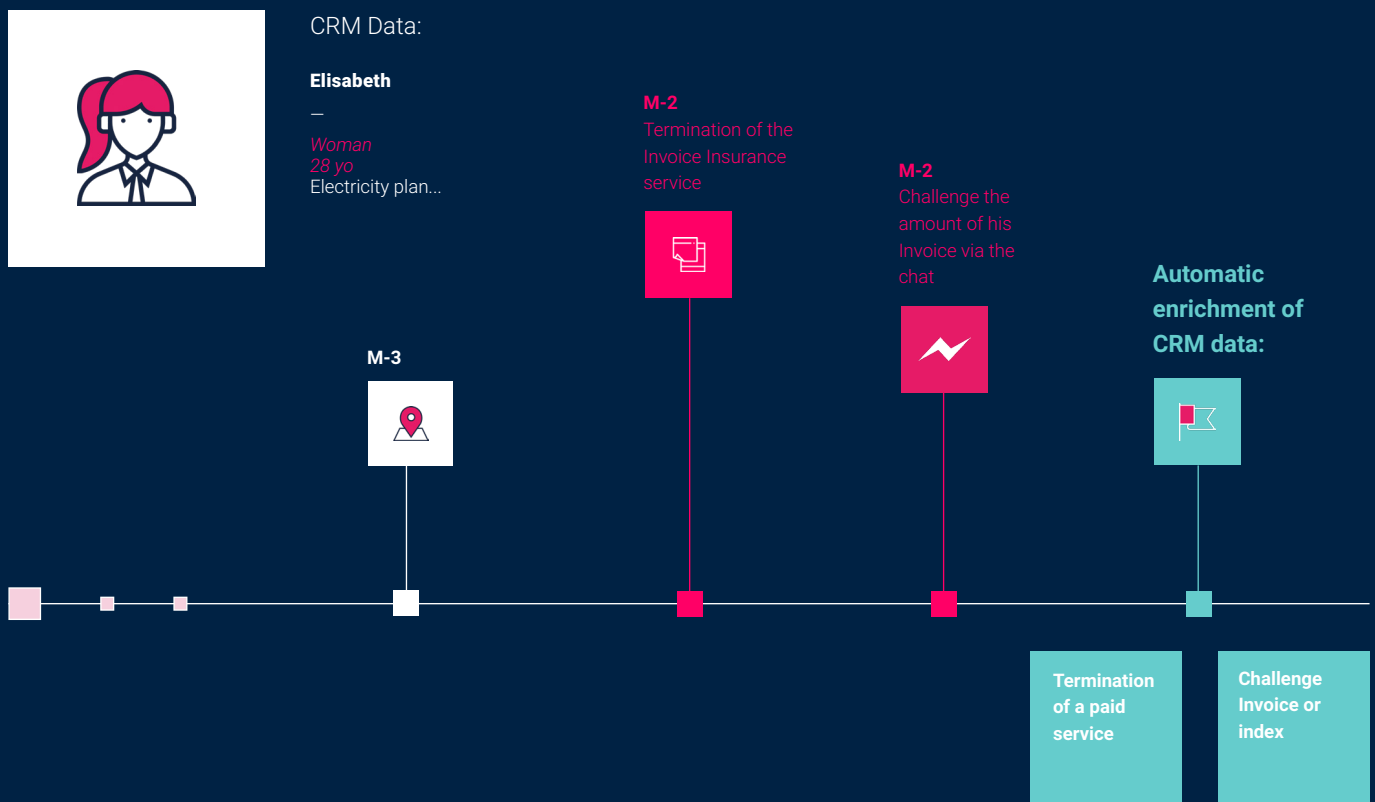 CRM Data:
Elisabeth
—
Woman
28 yo
Electricity plan...
M-3
M-2
Termination of the
Invoice Insurance
service
M-2
Challenge the
amount of his
Invoice via the
chat
Automatic
enrichment of
CRM data:
Termination
of a paid
service
Challenge
Invoice or
index